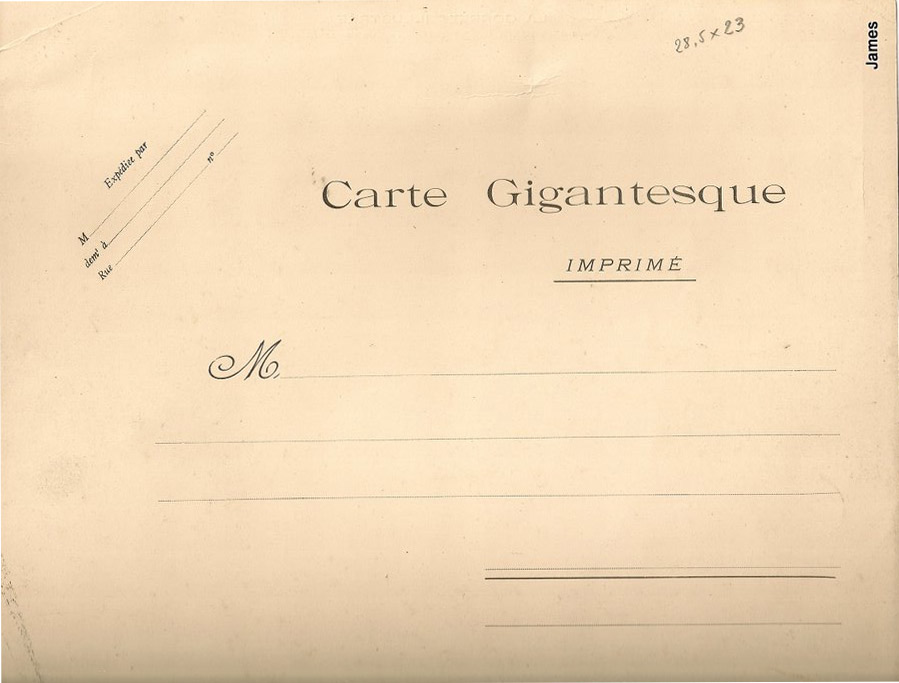 28,5 x 23
James
Expédiée par
M
demt à
Rue nº
Carte Gigantesque
IMPRIMÉ
M.